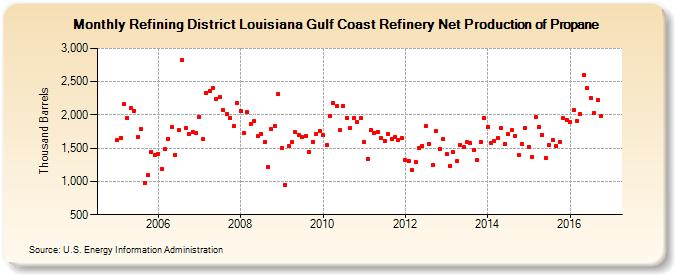 Monthly Refining District Louisiana Gulf Coast Refinery Net Production of Propane
Thousand Barrels
3,000
2,500
2,000
1,500
1,000
500
2006 2008 2010 2012 2014 2016
Source: U.S. Energy Information Administration